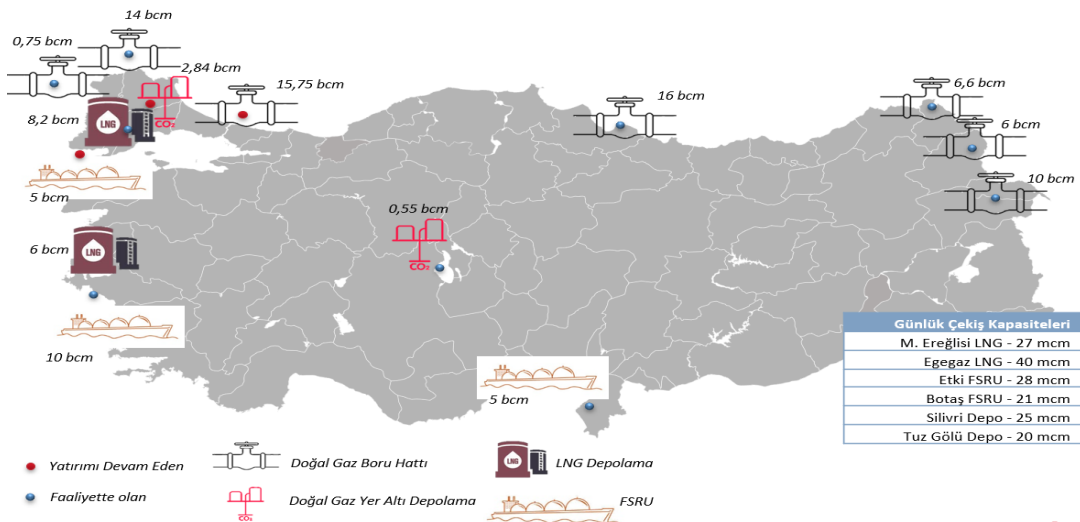 14 bcm
0,75 bcm
2,84 bcm
15,75 bcm
16 bcm
6,6 bcm
8,2 bcm
LNG
CO₂
6 bcm
10 bcm
5 bcm
0,55 bcm
CO₂
6 bcm
LNG
10 bcm
5 bcm
Günlük Çekiş Kapasiteleri
M. Ereğlisi LNG - 27 mcm
Egegaz LNG - 40 mcm
Etki FSRU - 28 mcm
Botaş FSRU - 21 mcm
Silivri Depo - 25 mcm
Tuz Gölü Depo - 20 mcm
Yatırımı Devam Eden
Doğal Gaz Boru Hattı
LNG
LNG Depolama
Faaliyette olan
CO₂
Doğal Gaz Yer Altı Depolama
FSRU